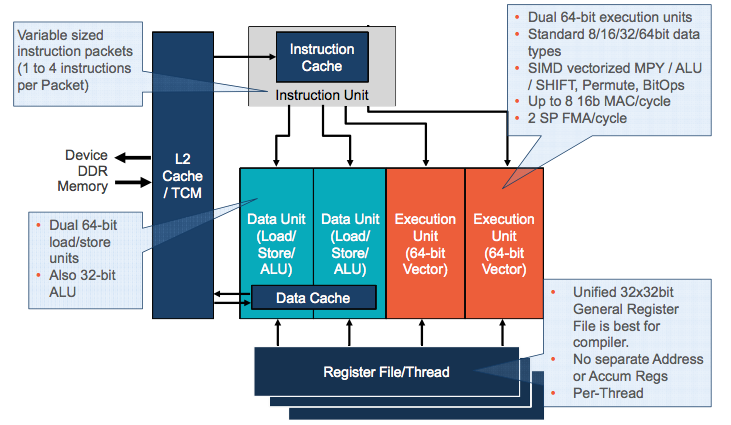 Variable sized
instruction packets
(1 to 4 instructions
per Packet)
Instruction
Cache
Instruction Unit
• Dual 64-bit execution units
• Standard 8/16/32/64bit data
types
• SIMD vectorized MPY / ALU
/ SHIFT, Permute, BitOps
• Up to 8 16b MAC/cycle
• 2 SP FMA/cycle
Device
DDR
Memory
L2
Cache
/ TCM
• Dual 64-bit
load/store
units
• Also 32-bit
ALU
Data Unit
(Load/
Store/
ALU)
Data Unit
(Load/
Store/
ALU)
Execution
Unit
(64-bit
Vector)
Execution
Unit
(64-bit
Vector)
Data Cache
Register File/Thread
• Unified 32x32bit
General Register
File is best for
compiler.
• No separate Address
or Accum Regs
• Per-Thread